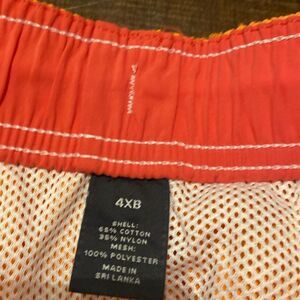 4XB
SHELL:
65% COTTON
35% NYLON
MESH:
100% POLYESTER
MADE IN
SRI LANKA